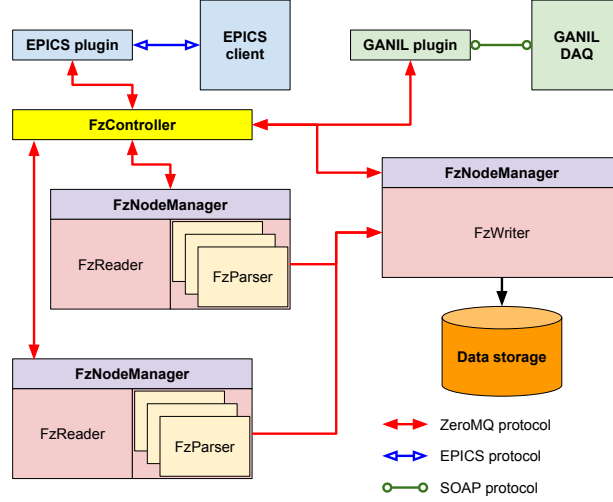 EPICS plugin
EPICS
client
GANIL plugin
GANIL
DAQ
FzController
FzNodeManager
FzReader
FzParser
FzNodeManager
FzWriter
Data storage
FzNodeManager
FzReader
FzParser
ZeroMQ protocol
EPICS protocol
SOAP protocol